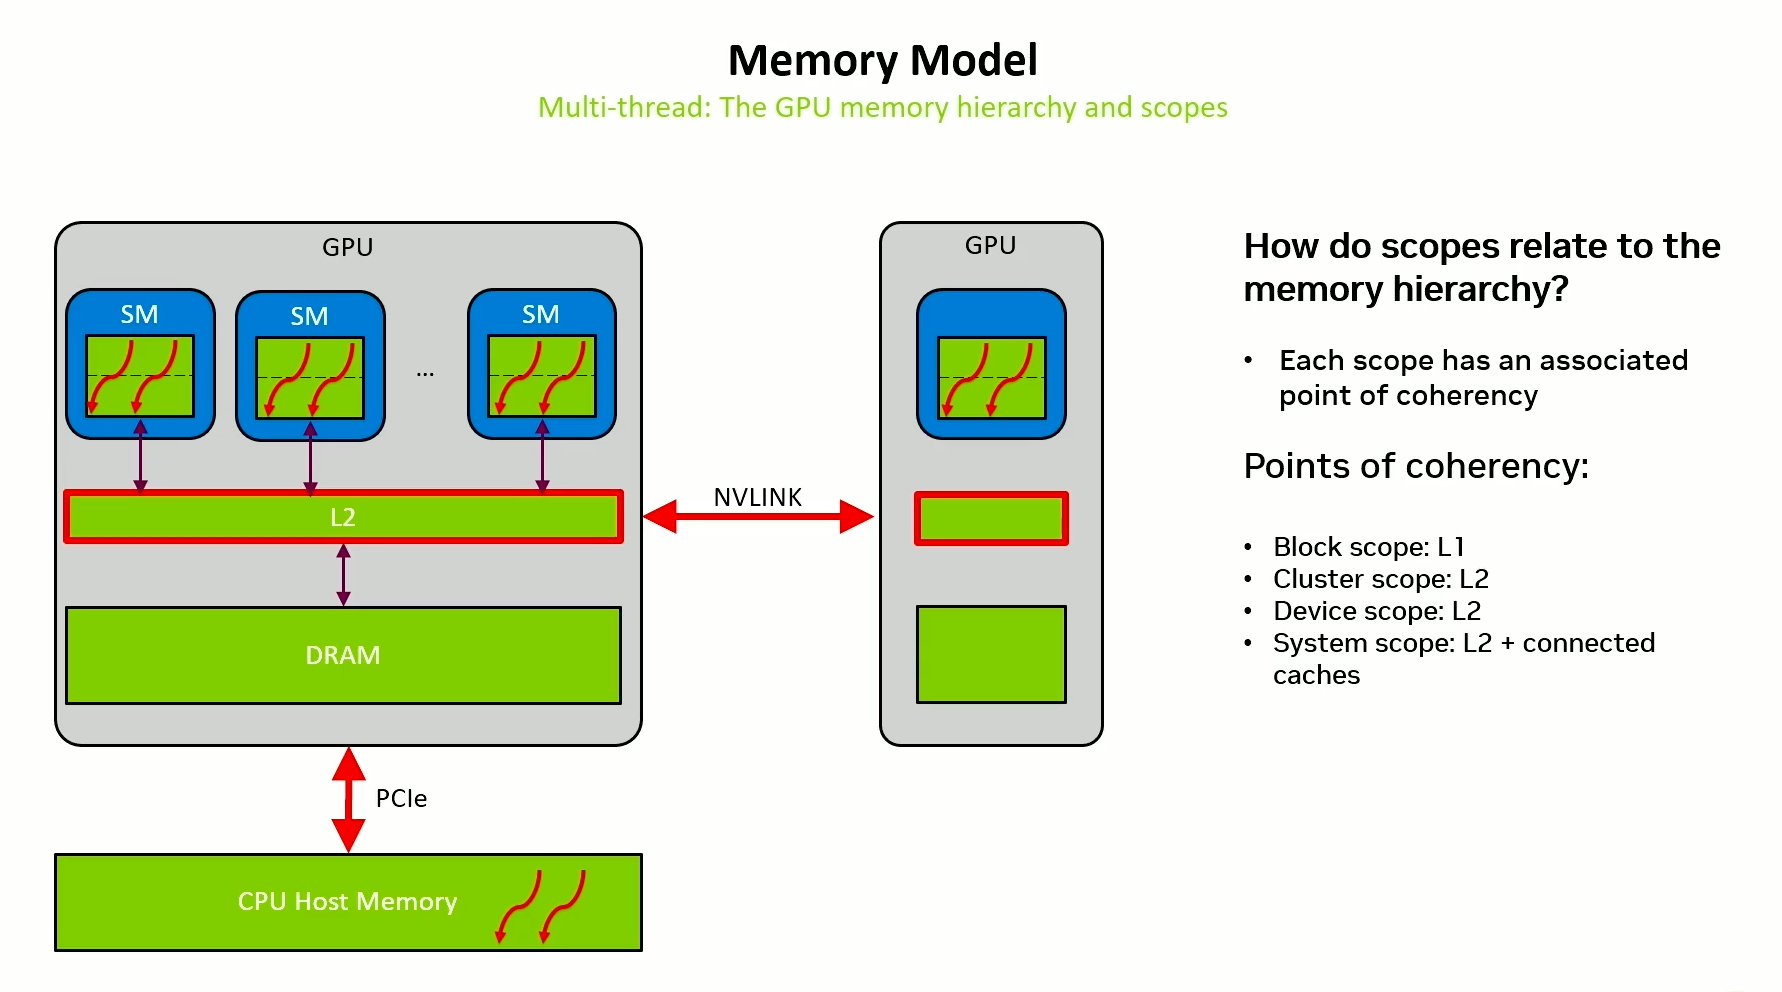 Memory Model
Multi-thread: The GPU memory hierarchy and scopes
GPU
SM
SM
...
SM
L2
DRAM
NVLINK
GPU
PCIe
CPU Host Memory
How do scopes relate to the
memory hierarchy?
• Each scope has an associated
point of coherency
Points of coherency:
• Block scope: L1
• Cluster scope: L2
• Device scope: L2
• System scope: L2 + connected
caches